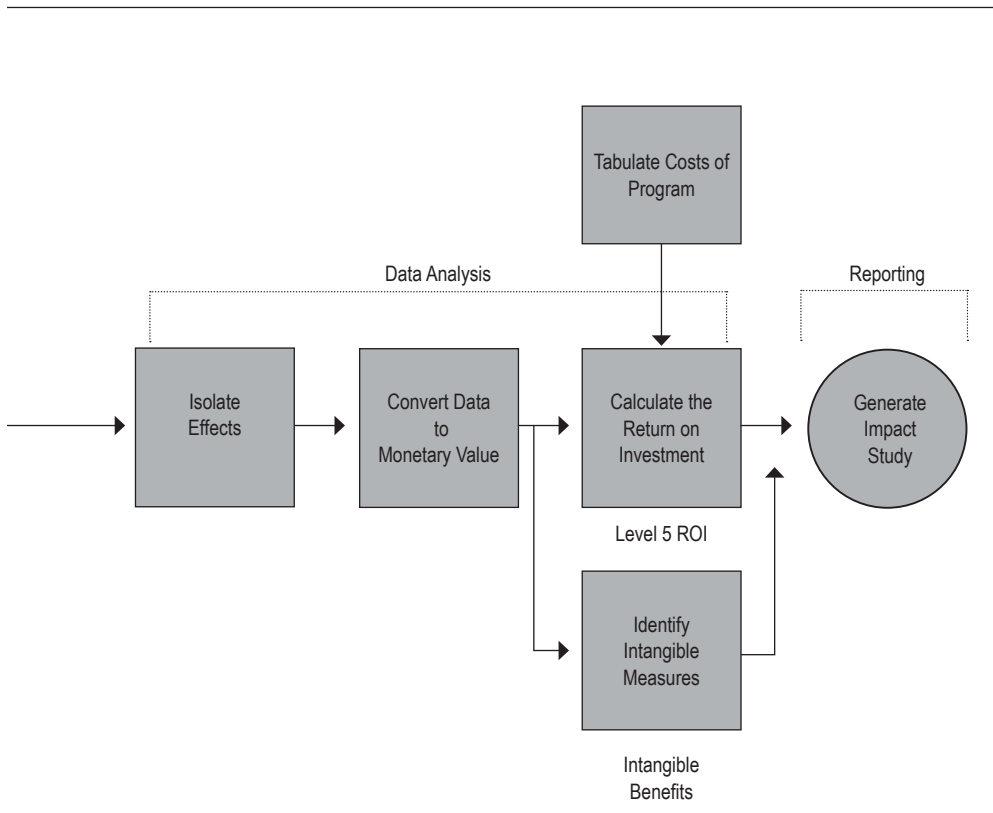 Tabulate Costs of
Program
Data Analysis
Reporting
Isolate
Effects
Convert Data
to
Monetary Value
Calculate the
Return on
Investment
Generate
Impact
Study
Level 5 ROI
Identify
Intangible
Measures
Intangible
Benefits